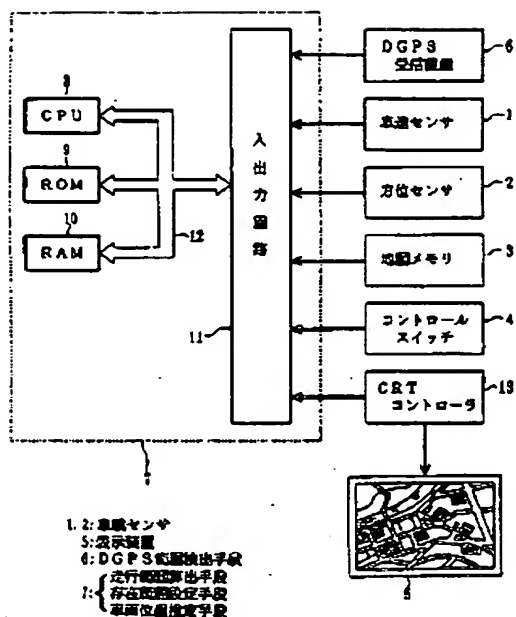 8
CPU
9
ROM
10
RAM
12
入出力回路
11
DGPS
受信装置
6
車速センサ
1
方位センサ
2
地図メモリ
3
コントロール
スイッチ
4
CRT
コントローラ
13
5
1,2:車載センサ
5:表示装置
6:DGPS位置検出手段
走行軌跡算出手段
7:存在範囲設定手段
車両位置推定手段